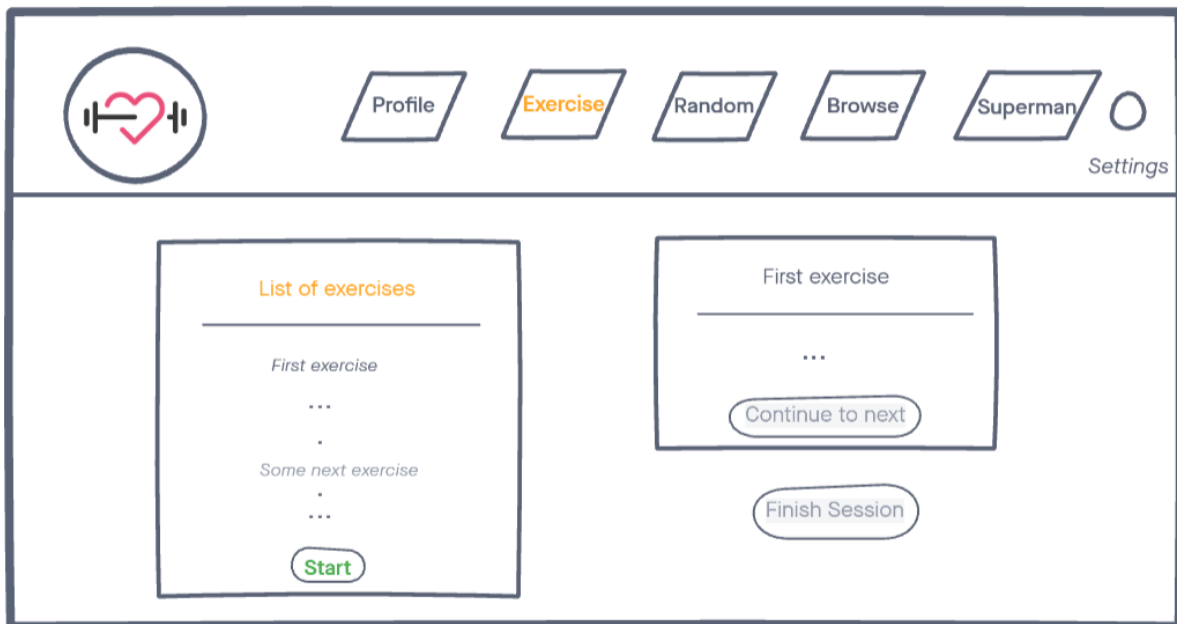 Profile
Exercise
Random
Browse
Superman
Settings
List of exercises
First exercise
...
.
Some next exercise
.
...
Start
First exercise
...
Continue to next
Finish Session